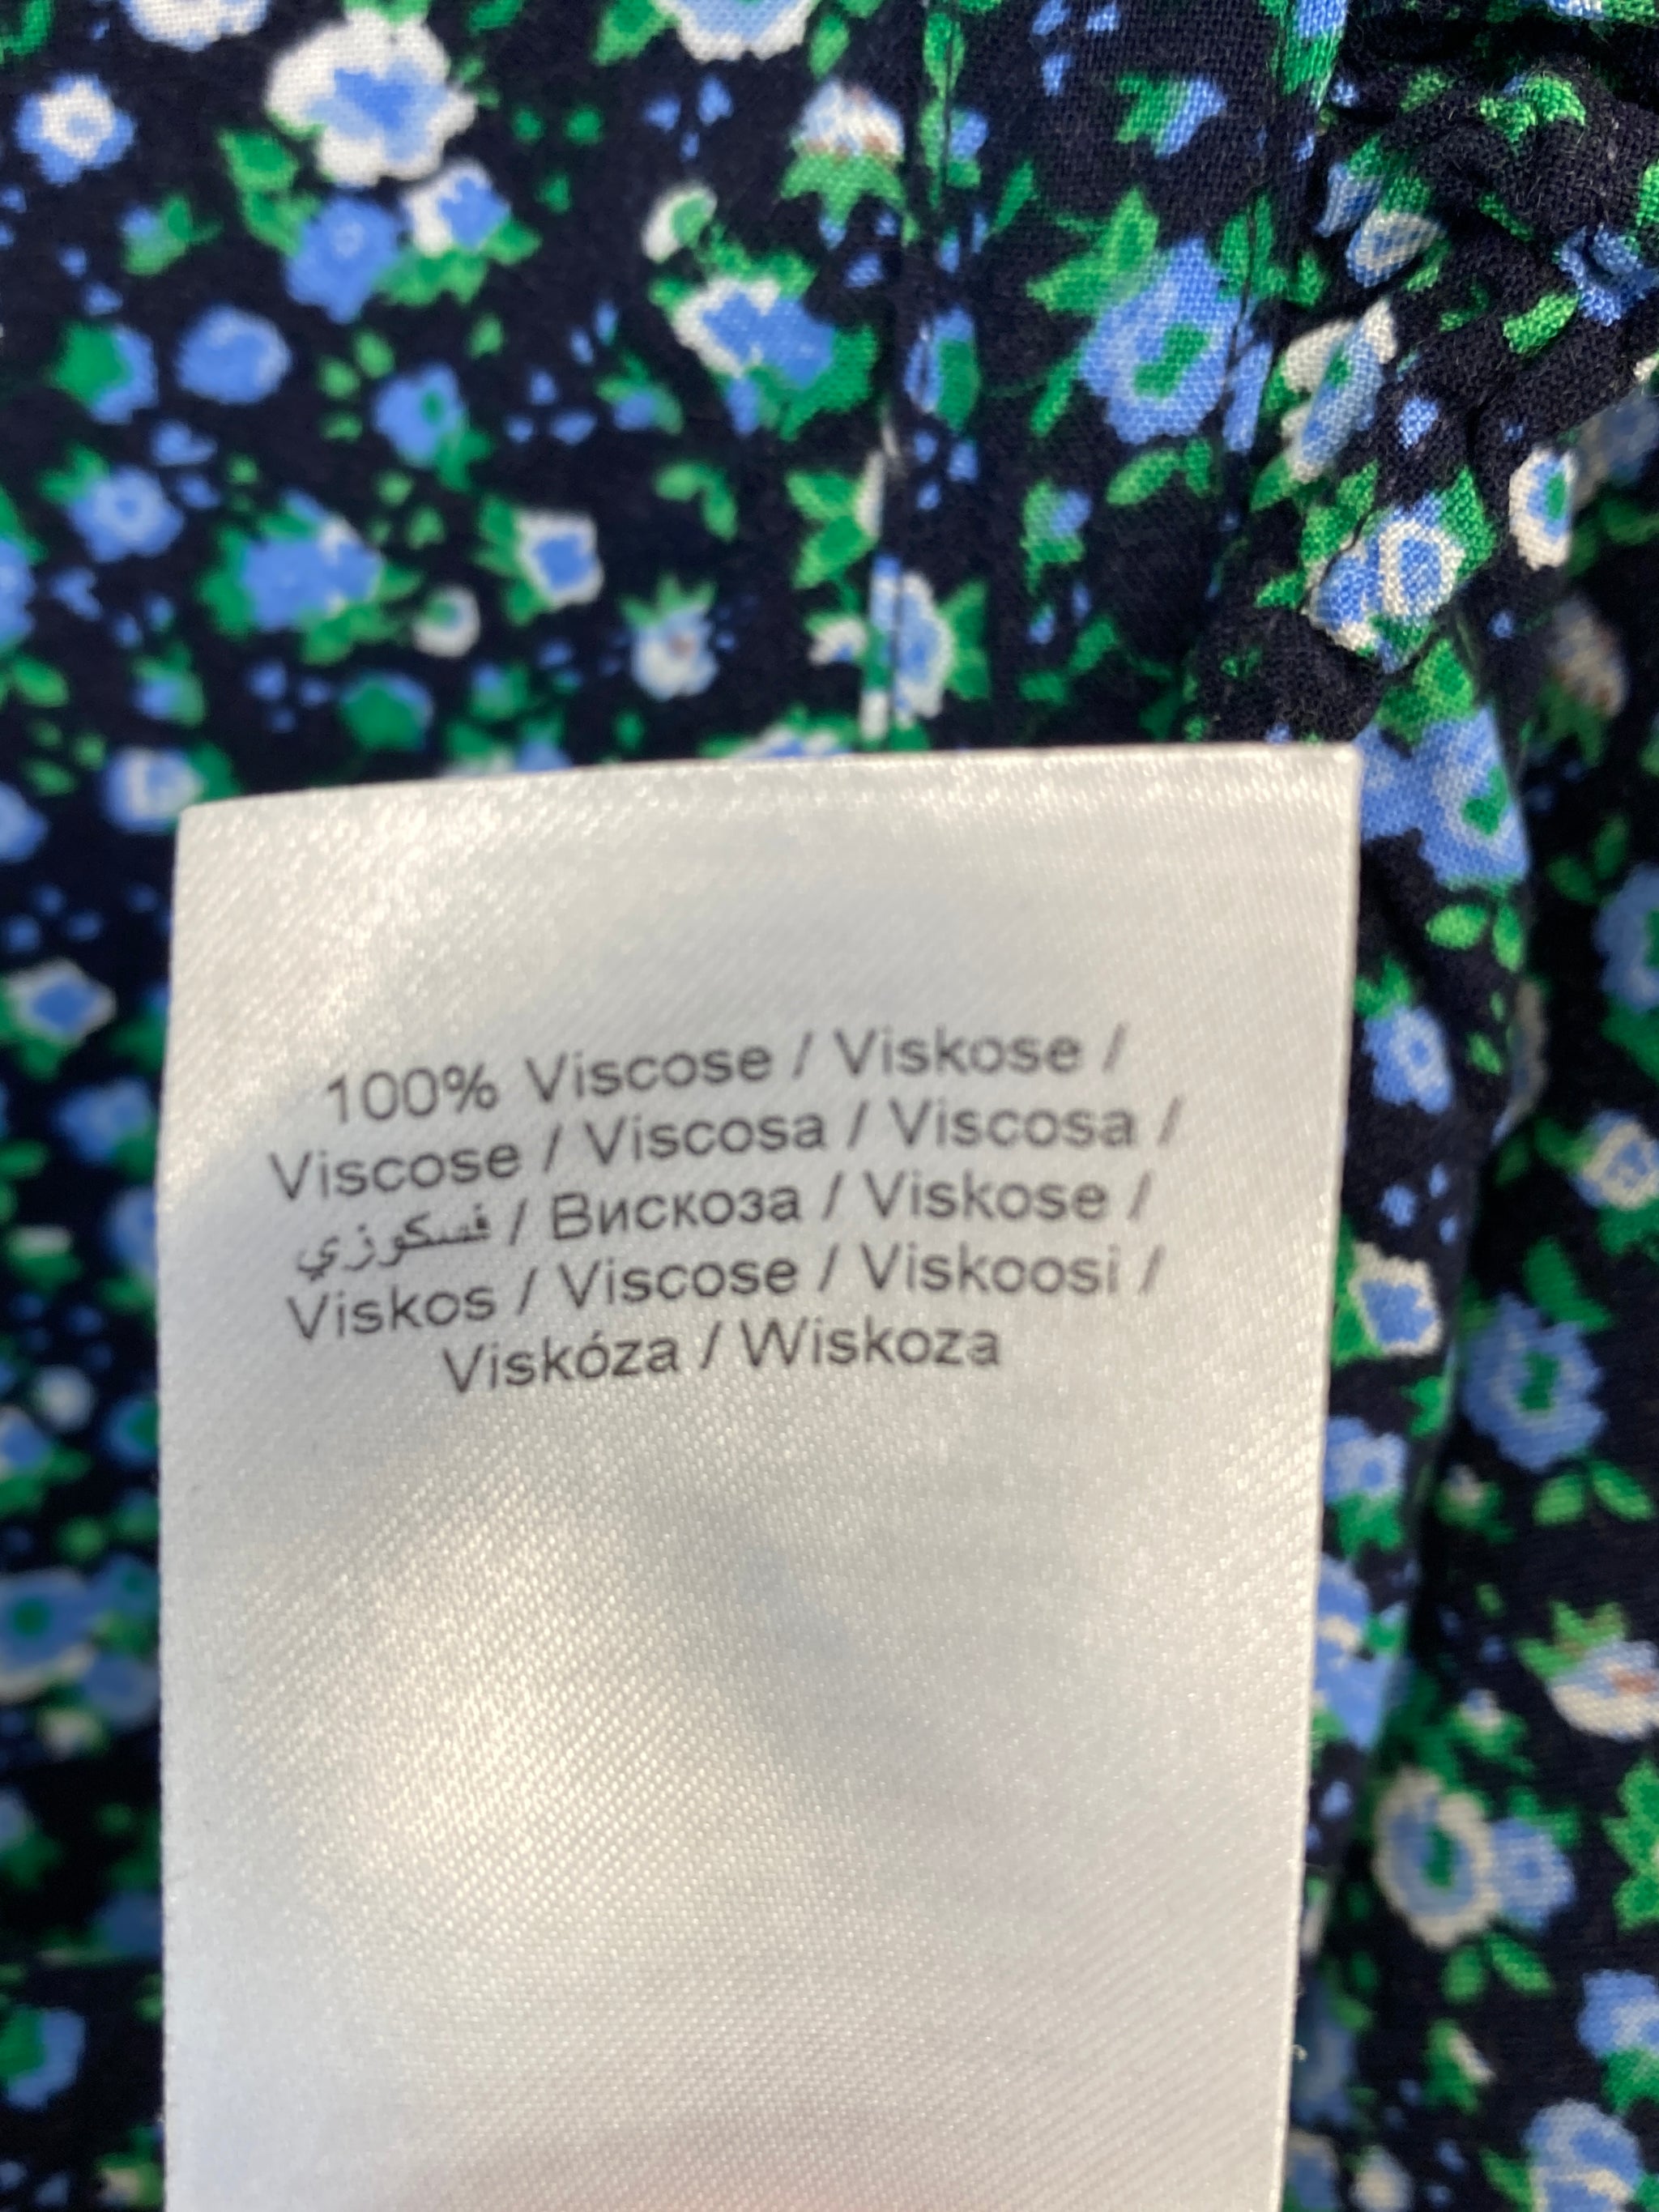 100% Viscose / Viskose /
Viscose / Viscosa / Viscosa /
فسكوزي / Вискоза / Viskose /
Viskos / Viscose / Viskoosi /
Viskóza / Wiskoza